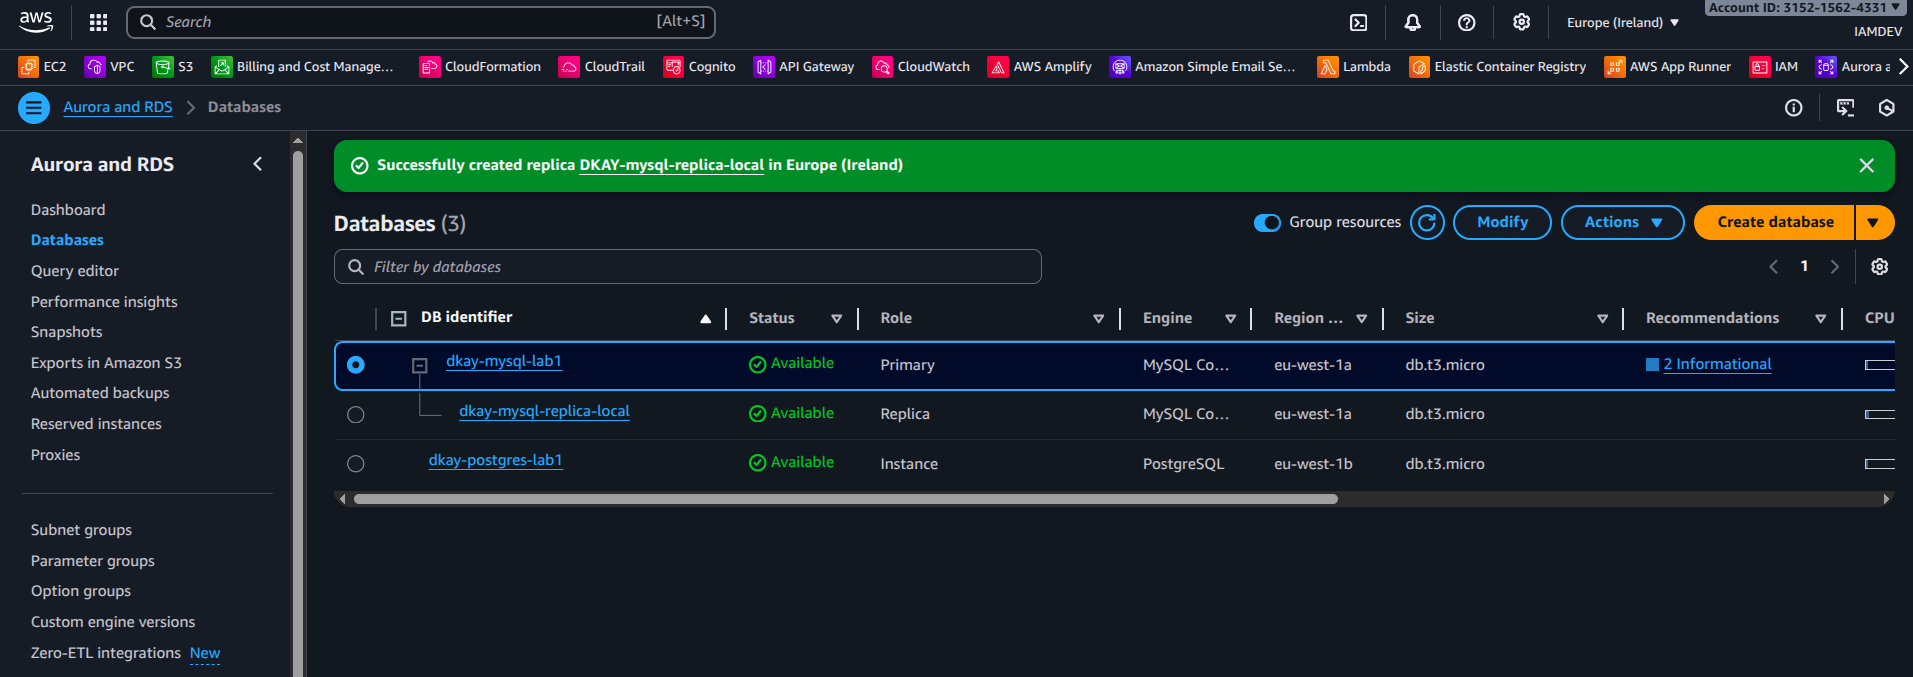 aws
Search [Alt+S]
Europe (Ireland)
Account ID: 3152-1562-4331
IAMDEV
EC2 VPC S3 Billing and Cost Manage... CloudFormation CloudTrail Cognito API Gateway CloudWatch AWS Amplify Amazon Simple Email Se... Lambda Elastic Container Registry AWS App Runner IAM Aurora a
Aurora and RDS Databases
Aurora and RDS
Dashboard
Databases
Query editor
Performance insights
Snapshots
Exports in Amazon S3
Automated backups
Reserved instances
Proxies
Subnet groups
Parameter groups
Option groups
Custom engine versions
Zero-ETL integrations New
Successfully created replica DKAY-mysql-replica-local in Europe (Ireland)
Databases (3)
Group resources Modify Actions Create database
Filter by databases
1
DB identifier Status Role Engine Region ... Size Recommendations CPU
dkay-mysql-lab1 Available Primary MySQL Co... eu-west-1a db.t3.micro 2 Informational
dkay-mysql-replica-local Available Replica MySQL Co... eu-west-1a db.t3.micro
dkay-postgres-lab1 Available Instance PostgreSQL eu-west-1b db.t3.micro